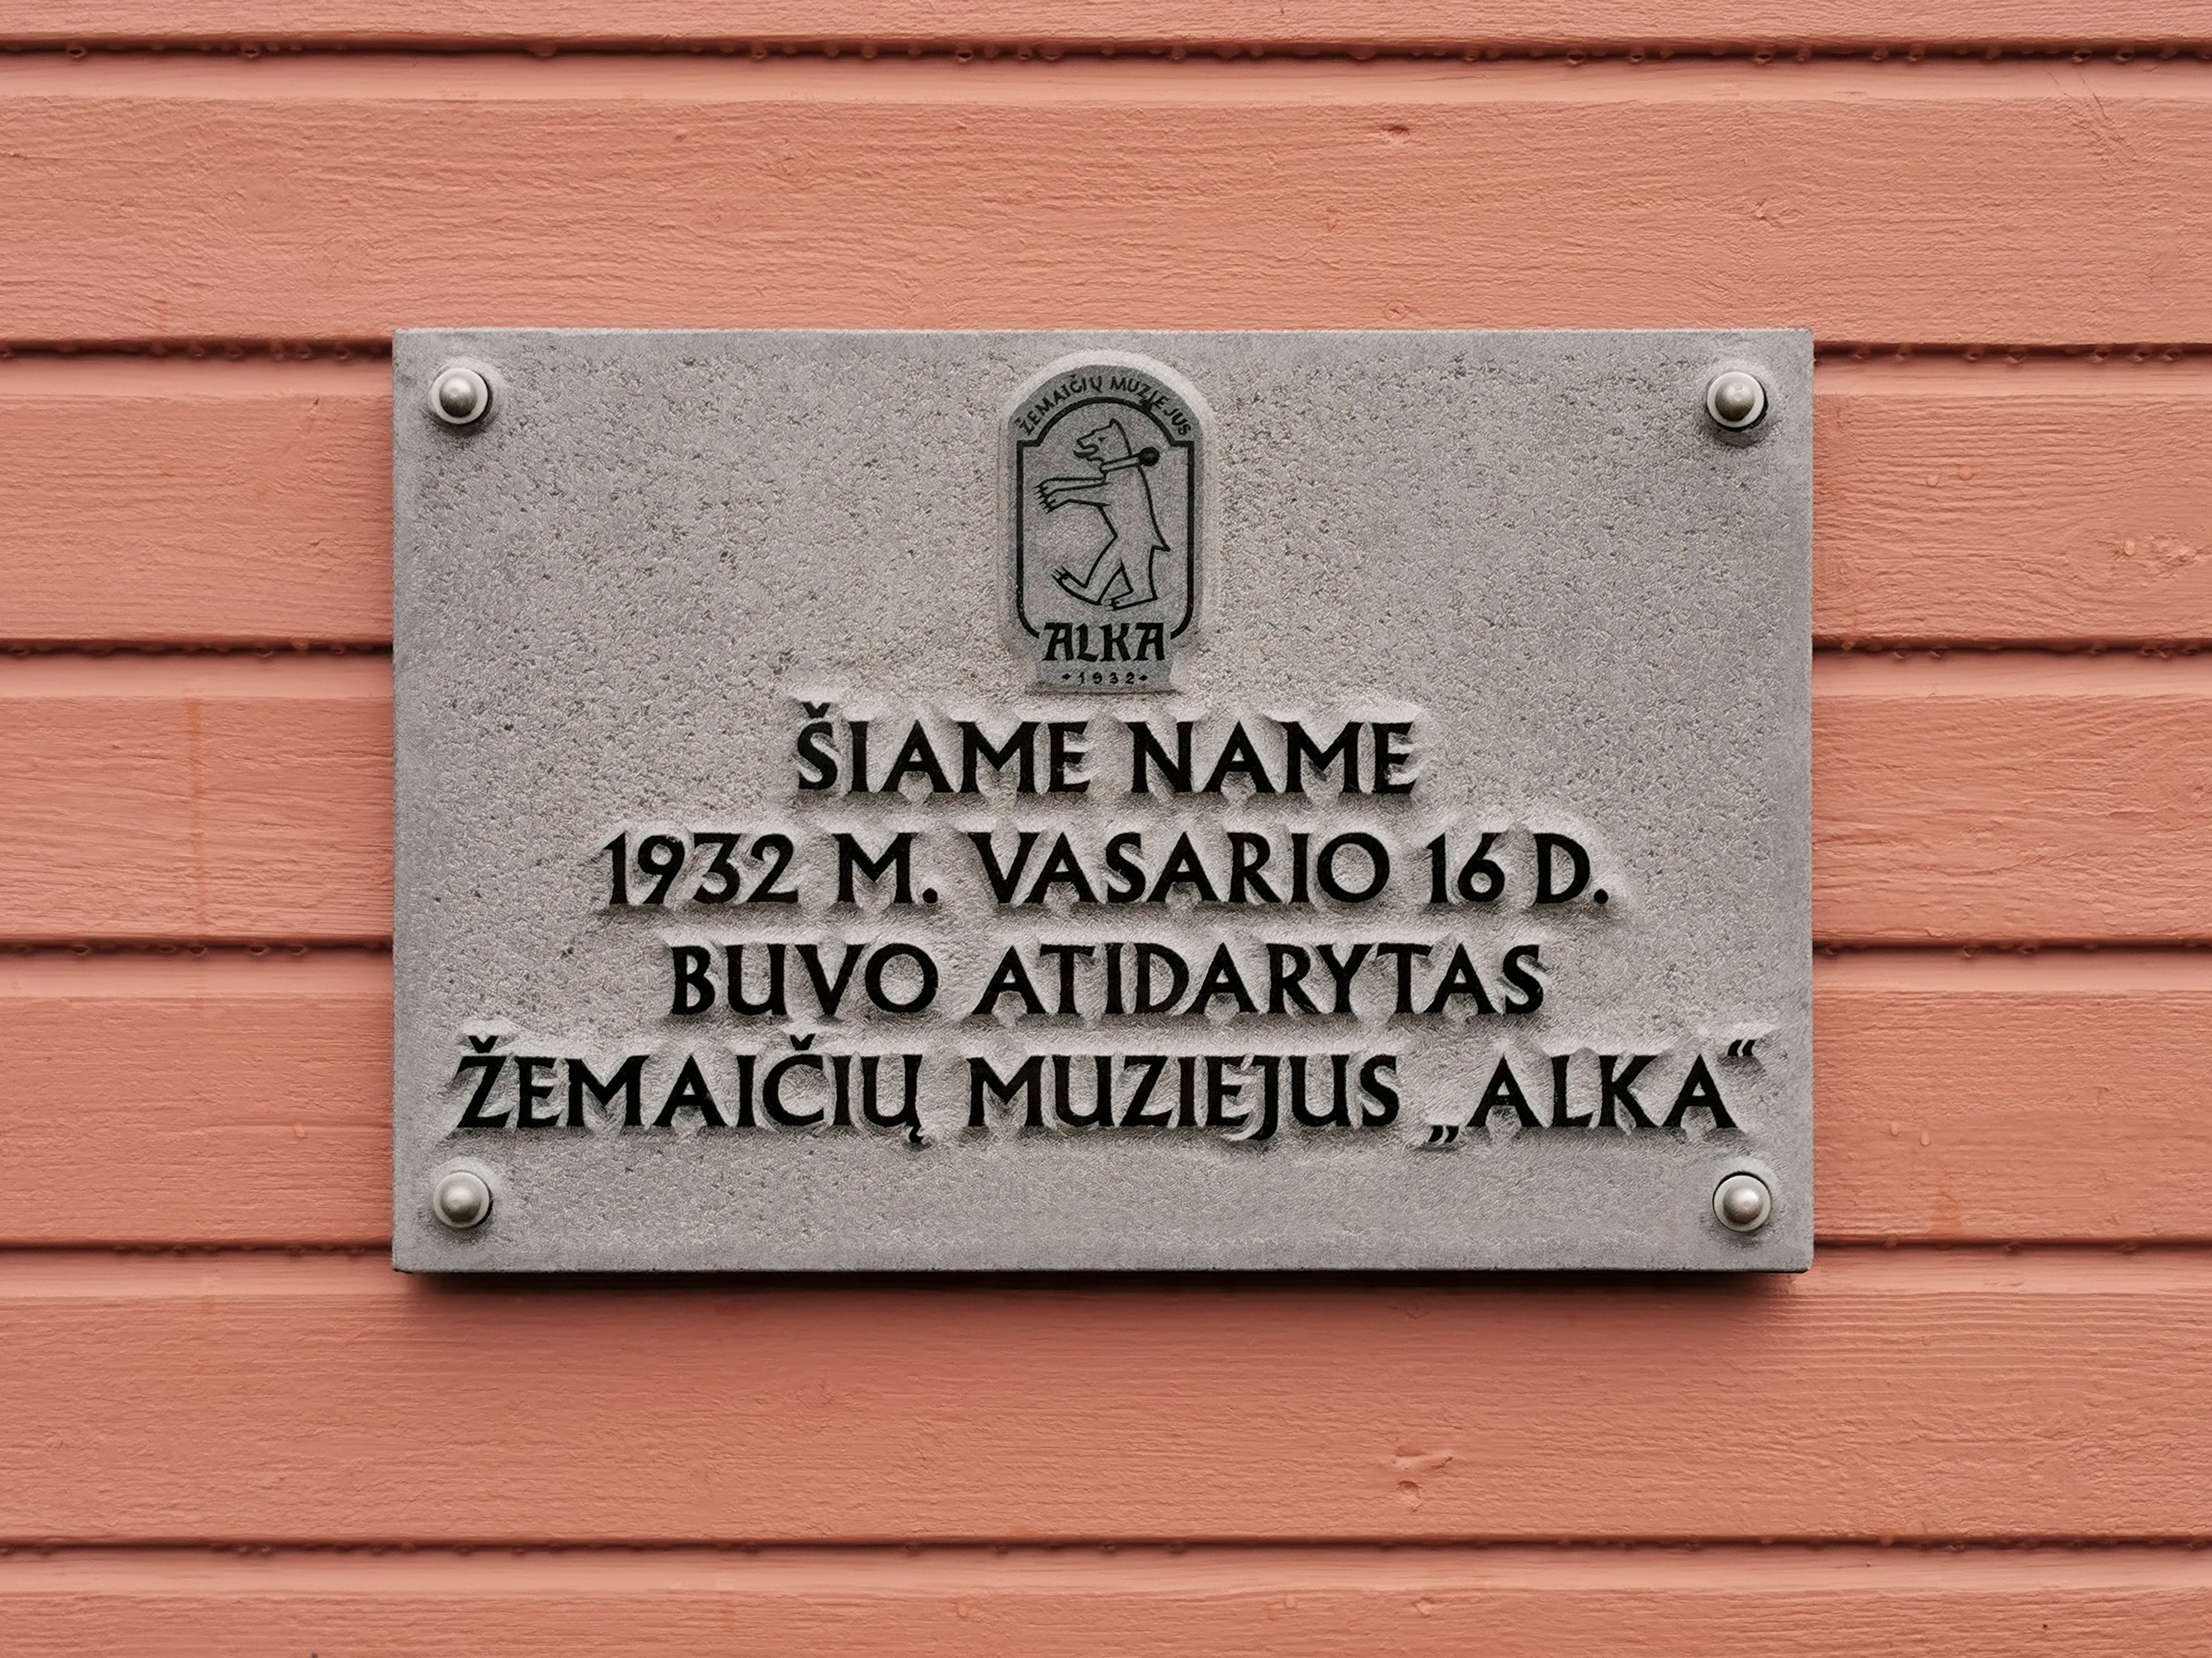 ŽEMAIČIŲ MUZIEJUS
ALKA
1932
ŠIAME NAME
1932 M. VASARIO 16 D.
BUVO ATIDARYTAS
ŽEMAIČIŲ MUZIEJUS „ALKA“